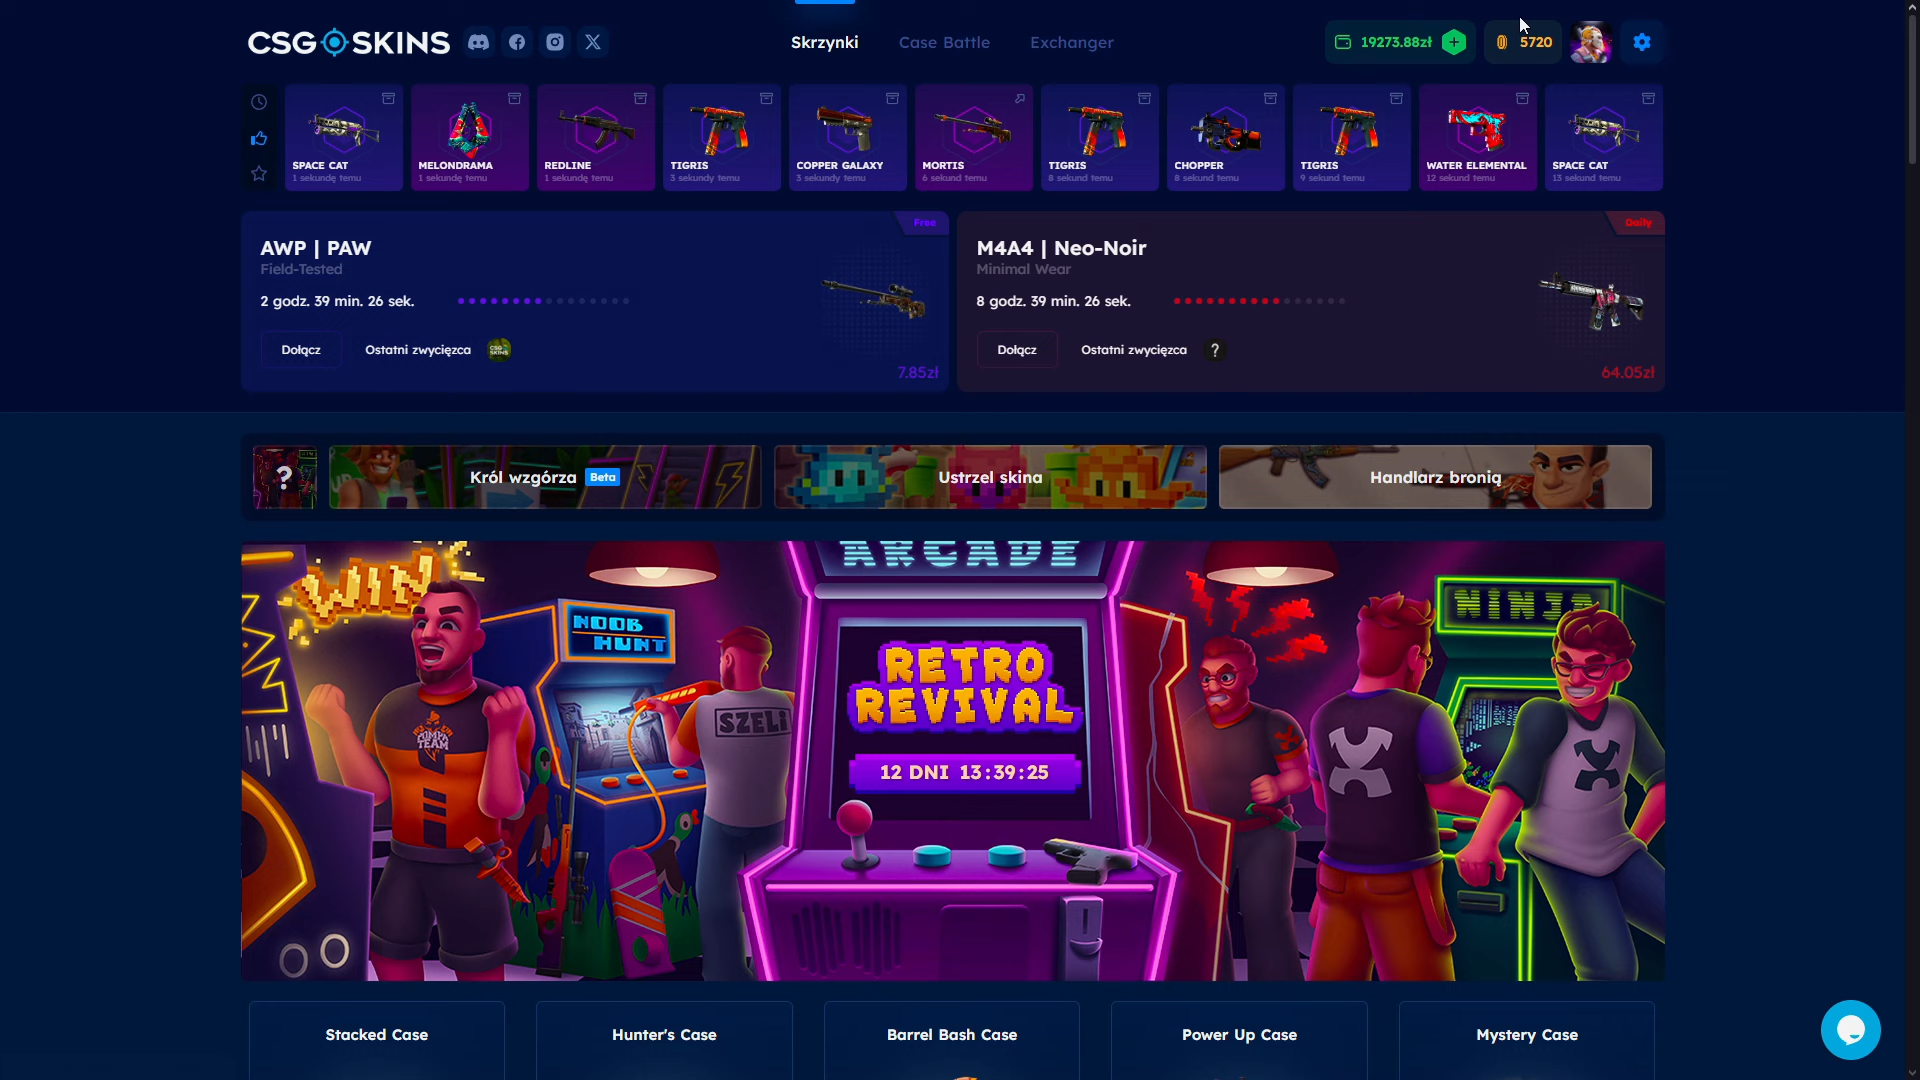 CSG SKINS
Skrzynki
Case Battle
Exchanger
19273.88zł
5720
SPACE CAT
1 sekundę temu
MELONDRAMA
1 sekundę temu
REDLINE
1 sekundę temu
TIGRIS
3 sekundy temu
COPPER GALAXY
3 sekundy temu
MORTIS
6 sekund temu
TIGRIS
8 sekund temu
CHOPPER
8 sekund temu
TIGRIS
9 sekund temu
WATER ELEMENTAL
12 sekund temu
SPACE CAT
13 sekund temu
Free
AWP | PAW
Field-Tested
2 godz. 39 min. 26 sek.
Dołącz
Ostatni zwycięzca
CSG SKINS
7.85zł
Daily
M4A4 | Neo-Noir
Minimal Wear
8 godz. 39 min. 26 sek.
Dołącz
Ostatni zwycięzca
?
64.05zł
?
Król wzgórza Beta
Ustrzel skina
Handlarz bronią
ARCADE
WIN
NOOB
HUNT
NINJA
RETRO
REVIVAL
SZELI
COMPA
TEAM
12 DNI 13:39:25
Stacked Case
Hunter's Case
Barrel Bash Case
Power Up Case
Mystery Case